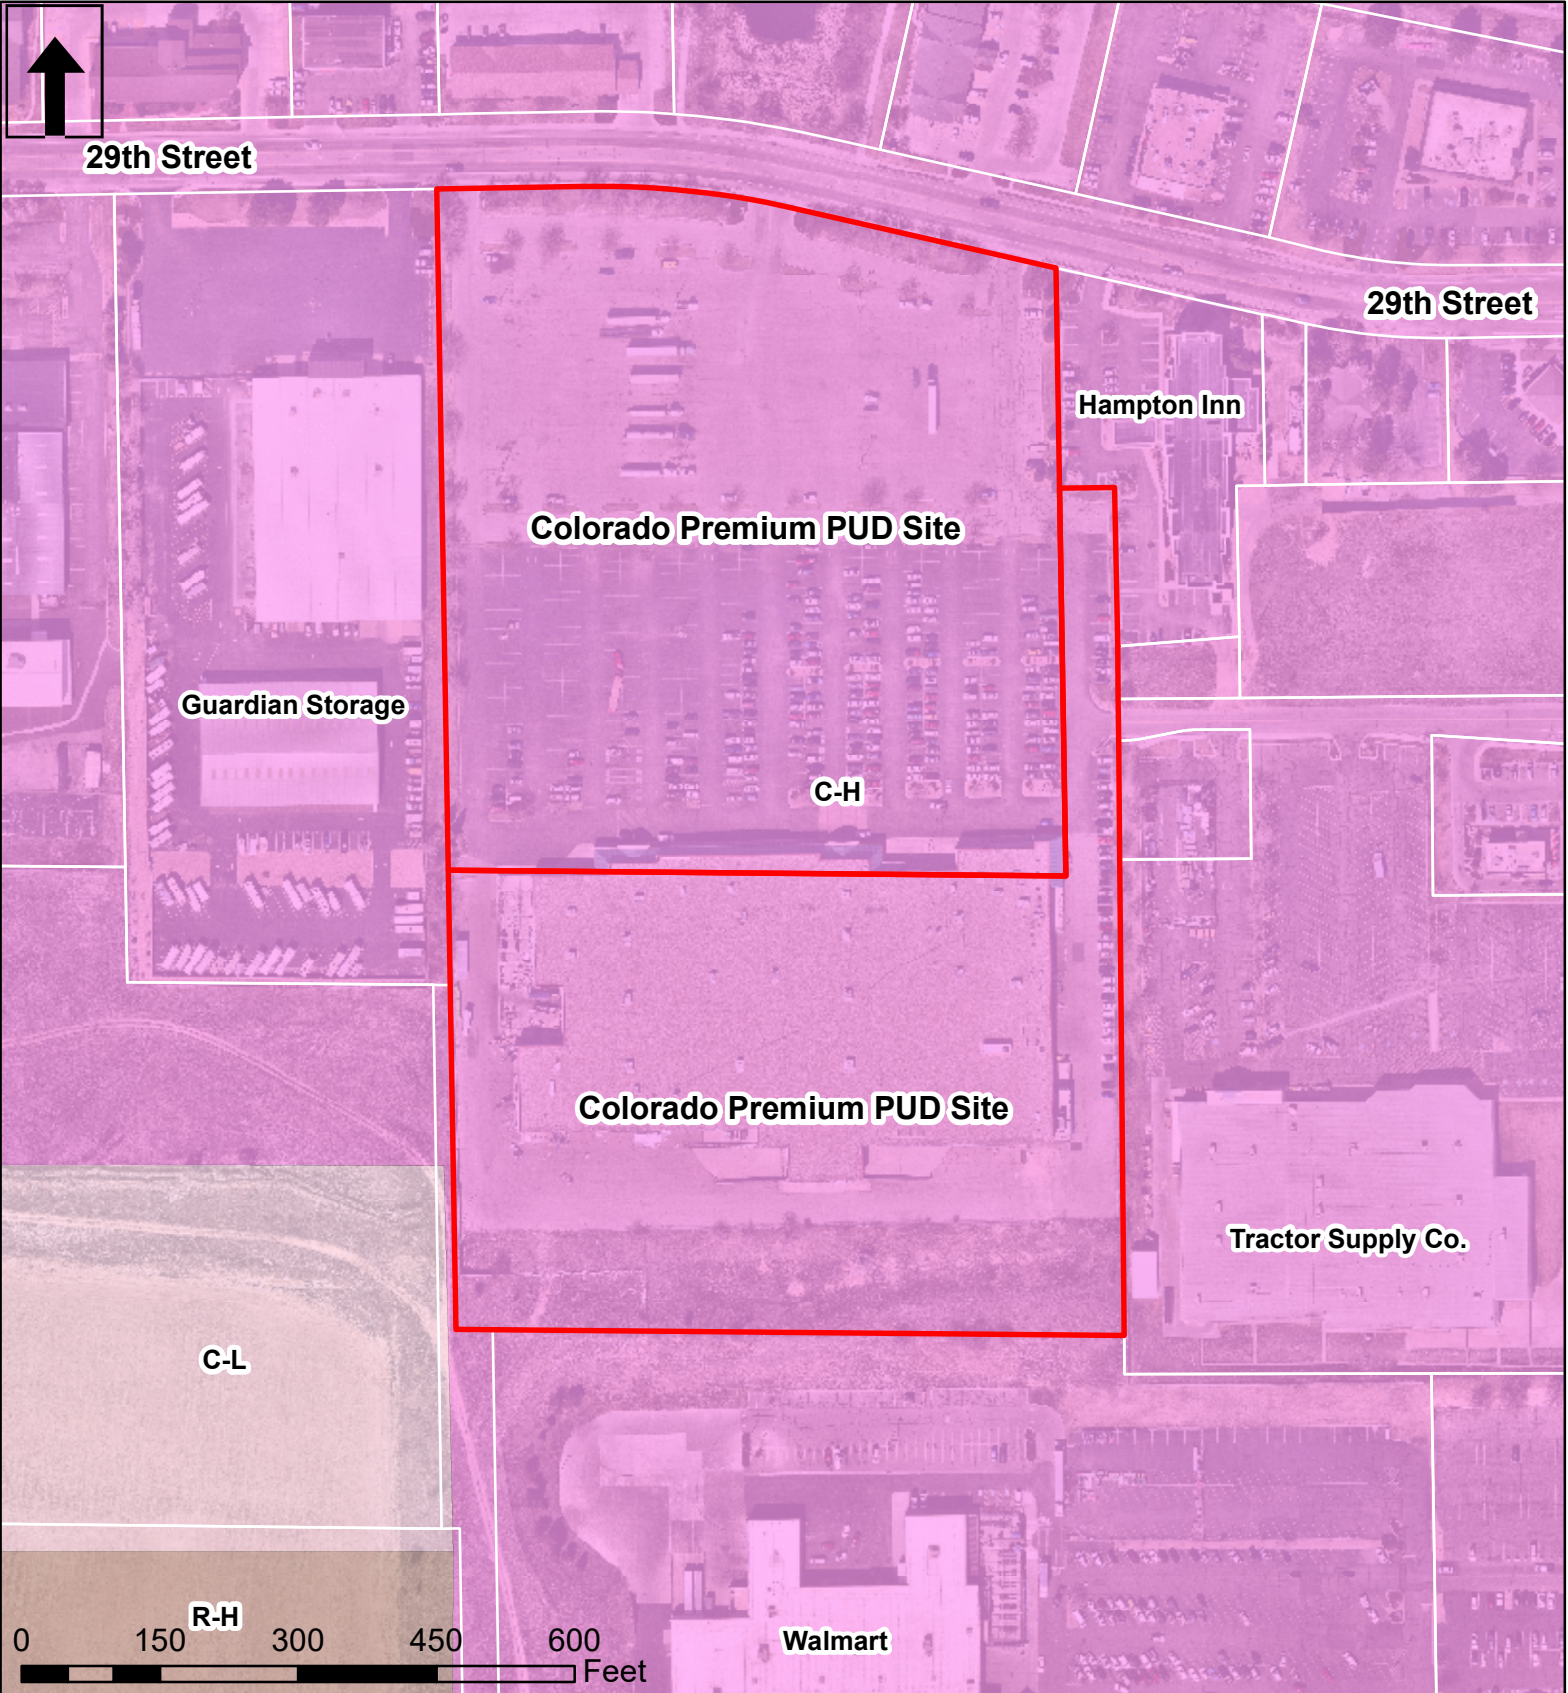 29th Street
29th Street
Hampton Inn
Colorado Premium PUD Site
Guardian Storage
C-H
Colorado Premium PUD Site
Tractor Supply Co.
C-L
R-H
Walmart
0 150 300 450 600
Feet